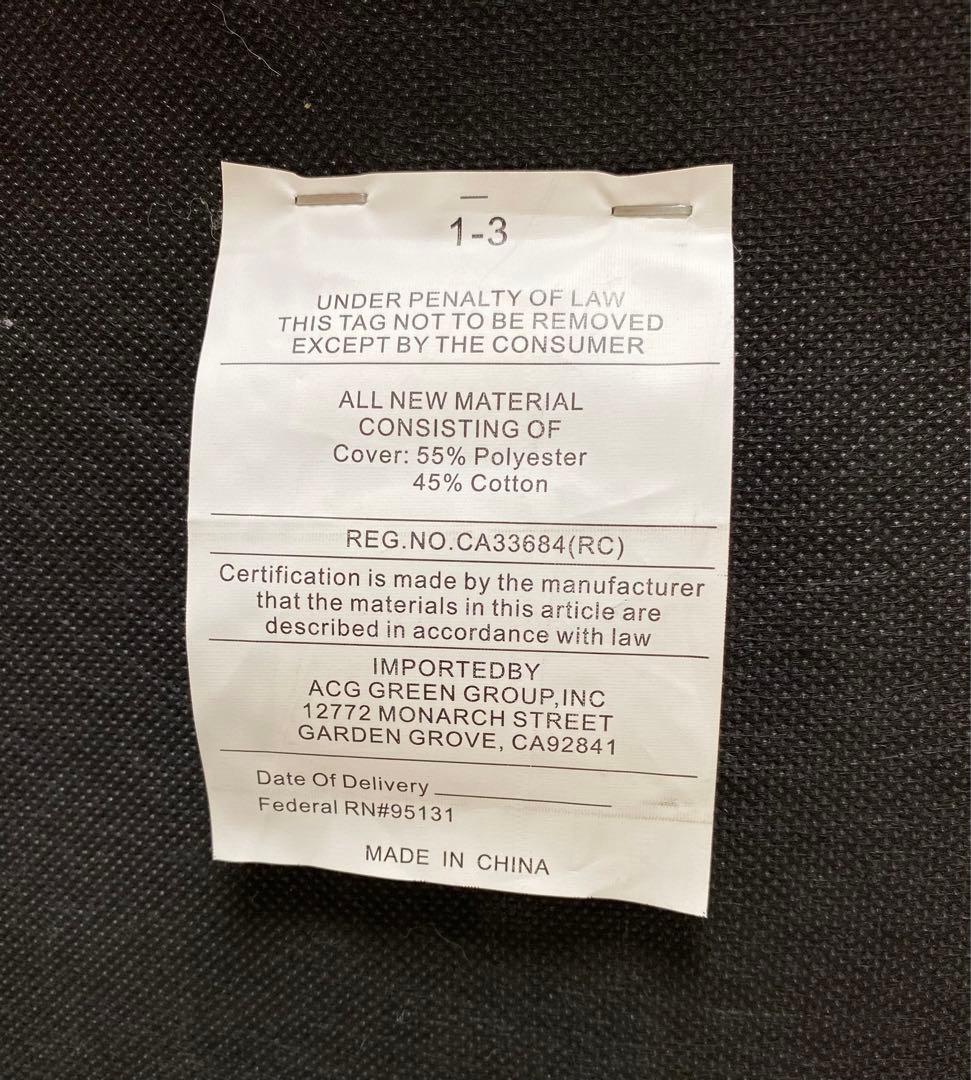 1-3
UNDER PENALTY OF LAW
THIS TAG NOT TO BE REMOVED
EXCEPT BY THE CONSUMER
ALL NEW MATERIAL
CONSISTING OF
Cover: 55% Polyester
45% Cotton
REG.NO.CA33684(RC)
Certification is made by the manufacturer
that the materials in this article are
described in accordance with law
IMPORTEDBY
ACG GREEN GROUP,INC
12772 MONARCH STREET
GARDEN GROVE, CA92841
Date Of Delivery
Federal RN#95131
MADE IN CHINA